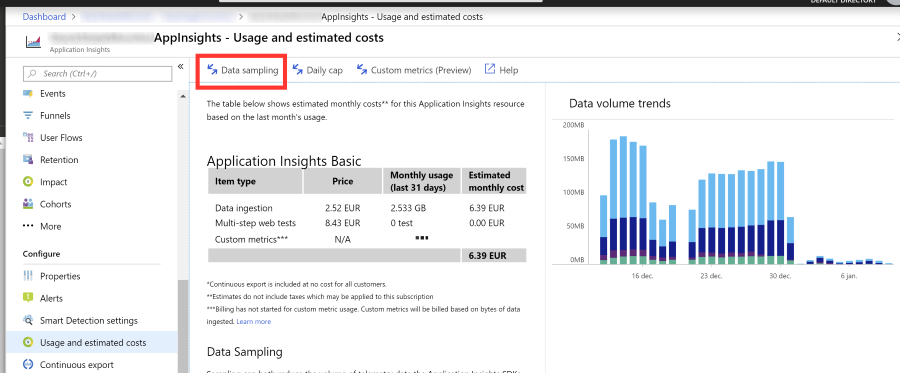 DEFAULT DIRECTORY
Dashboard > > AppInsights - Usage and estimated costs
AppInsights - Usage and estimated costs
Application Insights
Search (Ctrl+/)
«
Events
Funnels
User Flows
Retention
Impact
Cohorts
More
Configure
Properties
Alerts
Smart Detection settings
Usage and estimated costs
Continuous export
Data sampling
Daily cap
Custom metrics (Preview)
Help
The table below shows estimated monthly costs** for this Application Insights resource
based on the last month's usage.
Application Insights Basic
Item type Price Monthly usage (last 31 days) Estimated monthly cost
Data ingestion 2.52 EUR 2.533 GB 6.39 EUR
Multi-step web tests 8.43 EUR 0 test 0.00 EUR
Custom metrics*** N/A
6.39 EUR
*Continuous export is included at no cost for all customers.
**Estimates do not include taxes which may be applied to this subscription
***Billing has not started for custom metric usage. Custom metrics will be billed based on bytes of data
ingested. Learn more
Data Sampling
Data volume trends
200MB
150MB
100MB
50MB
0MB
16 dec.
23 dec.
30 dec.
6 jan.